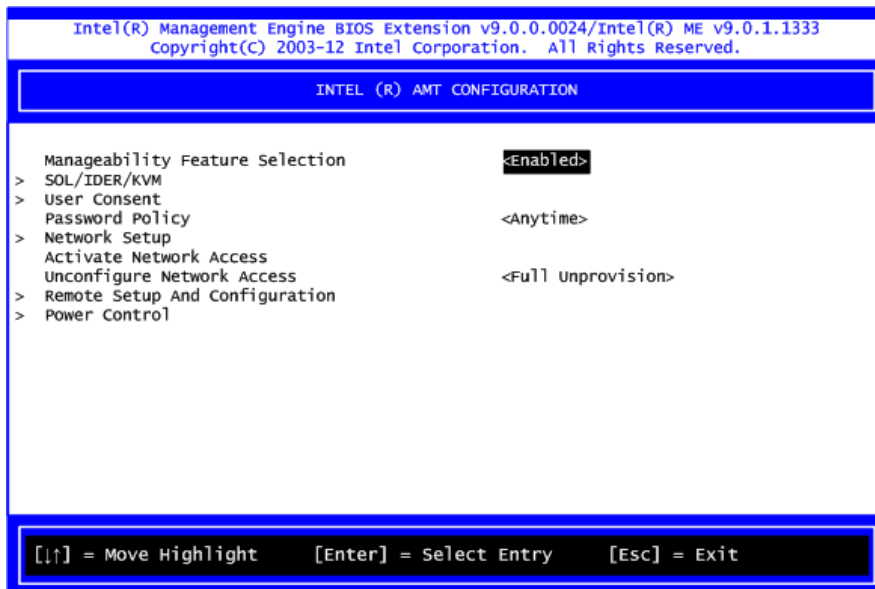 Intel(R) Management Engine BIOS Extension v9.0.0.0024/Intel(R) ME v9.0.1.1333
Copyright(C) 2003-12 Intel Corporation. All Rights Reserved.
INTEL (R) AMT CONFIGURATION
Manageability Feature Selection <Enabled>
> SOL/IDER/KVM
> User Consent
Password Policy <Anytime>
> Network Setup
Activate Network Access
Unconfigure Network Access <Full Unprovision>
> Remote Setup And Configuration
> Power Control
[↓↑] = Move Highlight [Enter] = Select Entry [Esc] = Exit